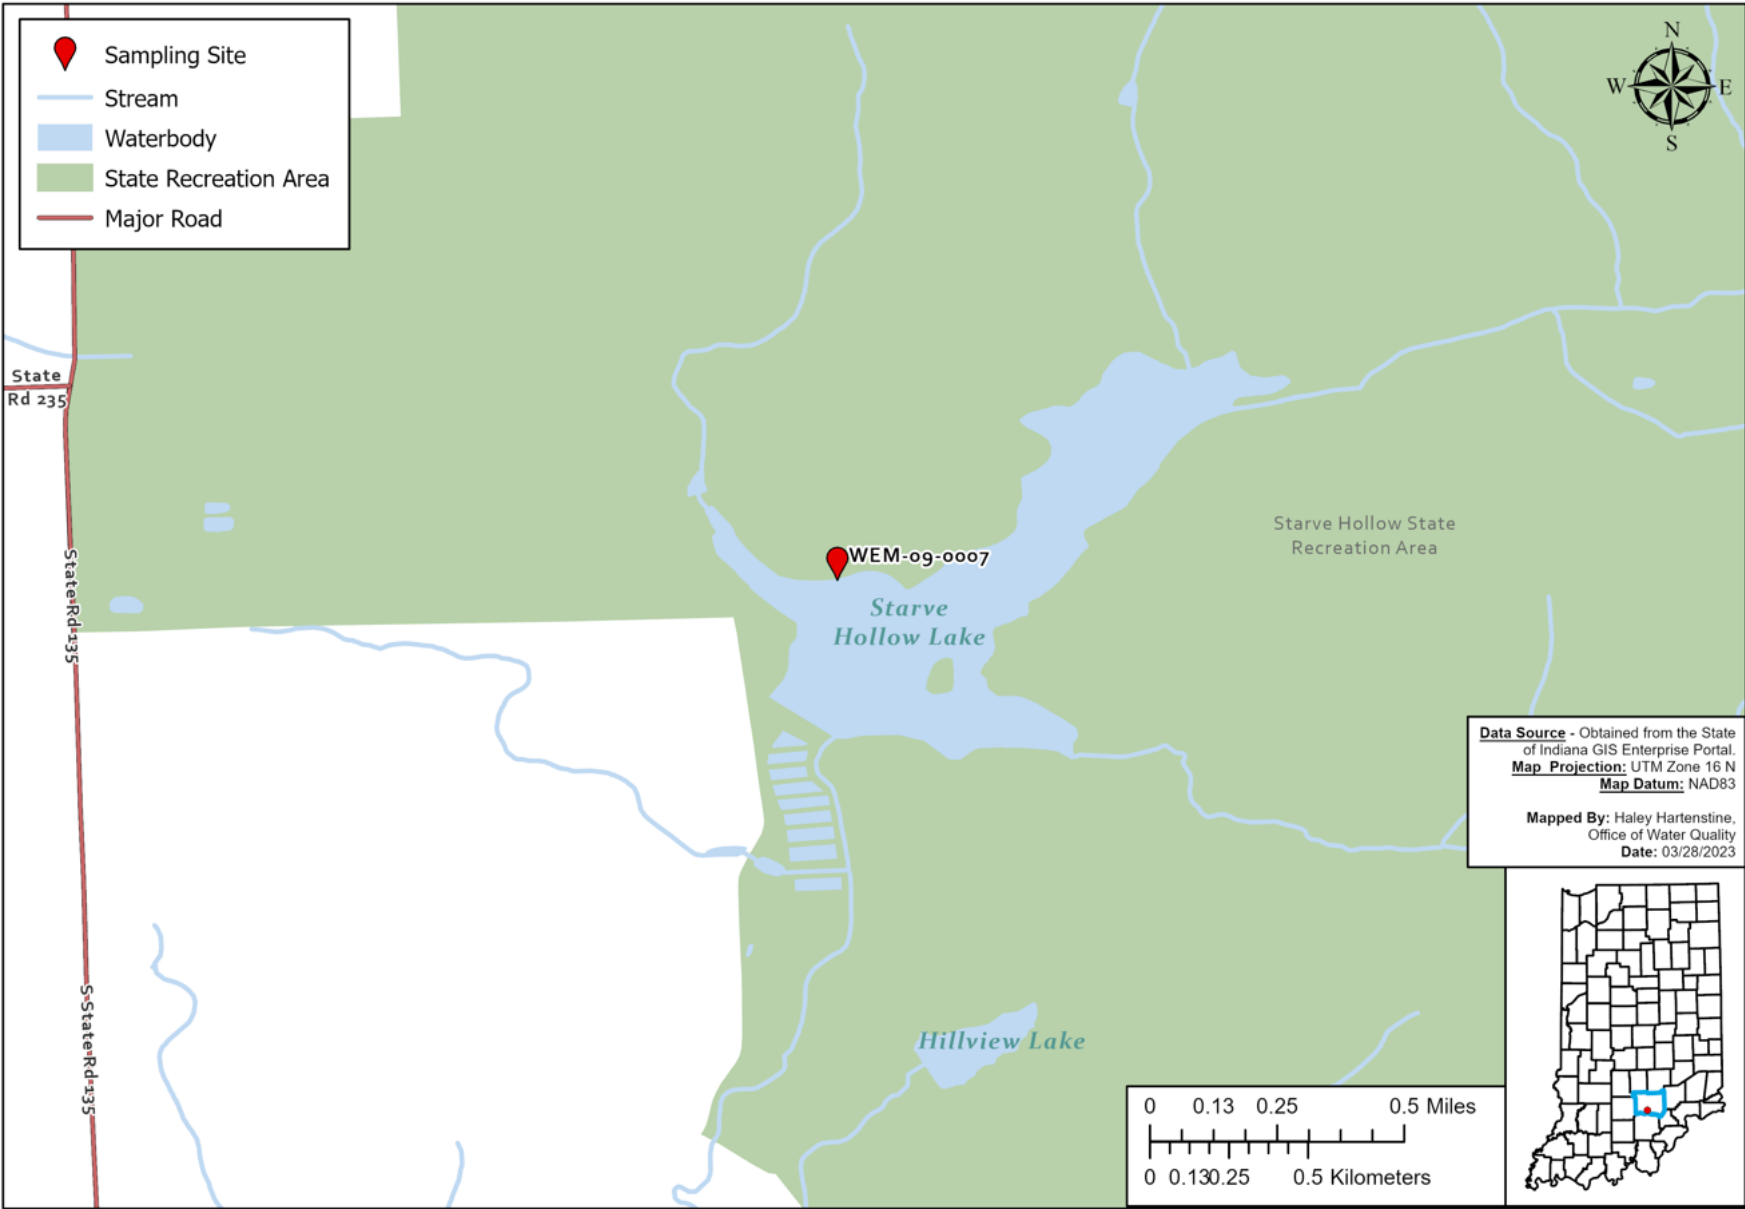 Sampling Site
Stream
Waterbody
State Recreation Area
Major Road
N
W
E
S
State
Rd 235
State Rd 135
S State Rd 135
WEM-09-0007
Starve
Hollow Lake
Starve Hollow State
Recreation Area
Hillview Lake
Data Source - Obtained from the State
of Indiana GIS Enterprise Portal.
Map Projection: UTM Zone 16 N
Map Datum: NAD83
Mapped By: Haley Hartenstine,
Office of Water Quality
Date: 03/28/2023
0 0.13 0.25 0.5 Miles
0 0.13 0.25 0.5 Kilometers